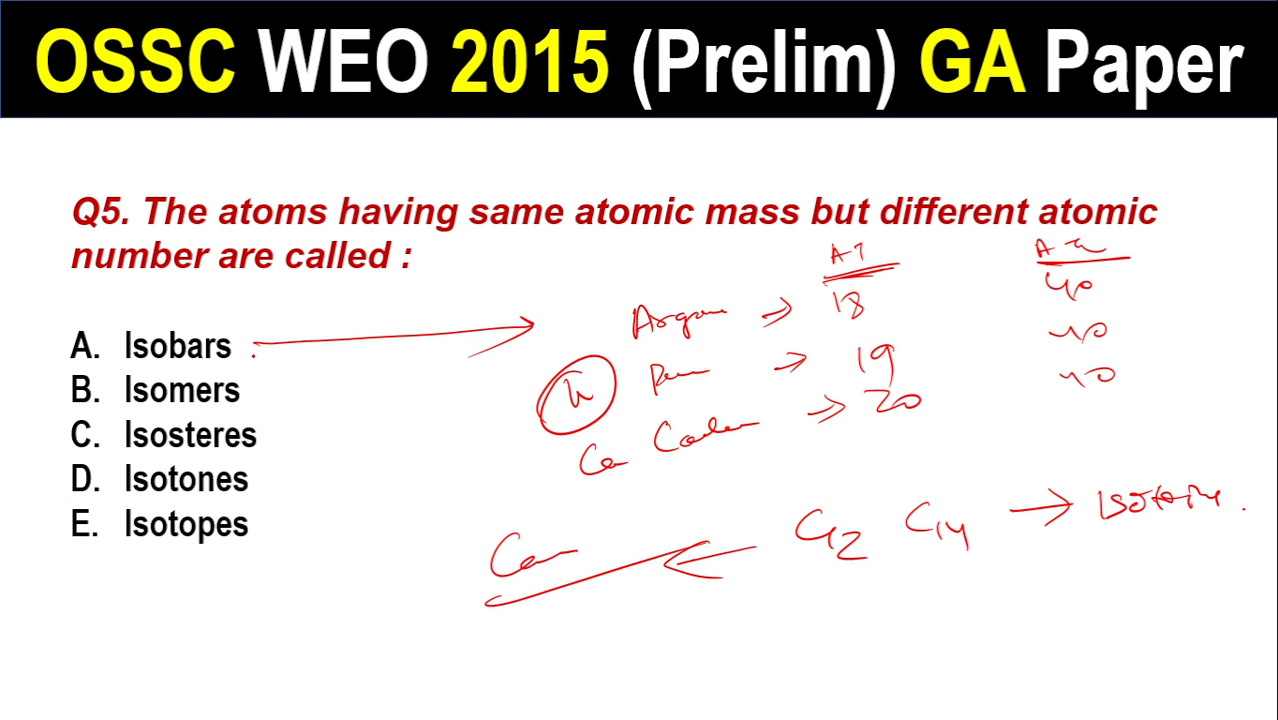 OSSC WEO 2015 (Prelim) GA Paper
Q5. The atoms having same atomic mass but different atomic
number are called :
A. Isobars
B. Isomers
C. Isosteres
D. Isotones
E. Isotopes
18
40
40
19
40
20
C12 C14